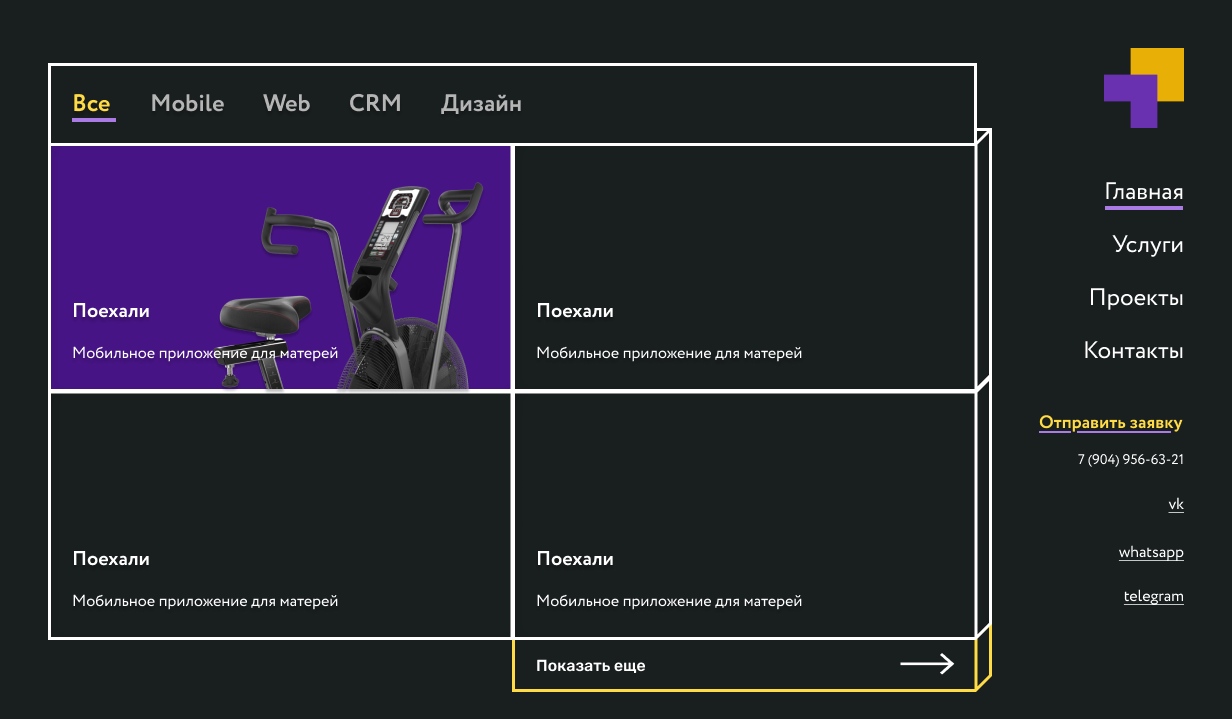 Все Mobile Web CRM Дизайн
Поехали
Мобильное приложение для матерей
Поехали
Мобильное приложение для матерей
Поехали
Мобильное приложение для матерей
Поехали
Мобильное приложение для матерей
Показать еще
Главная
Услуги
Проекты
Контакты
Отправить заявку
7 (904) 956-63-21
vk
whatsapp
telegram